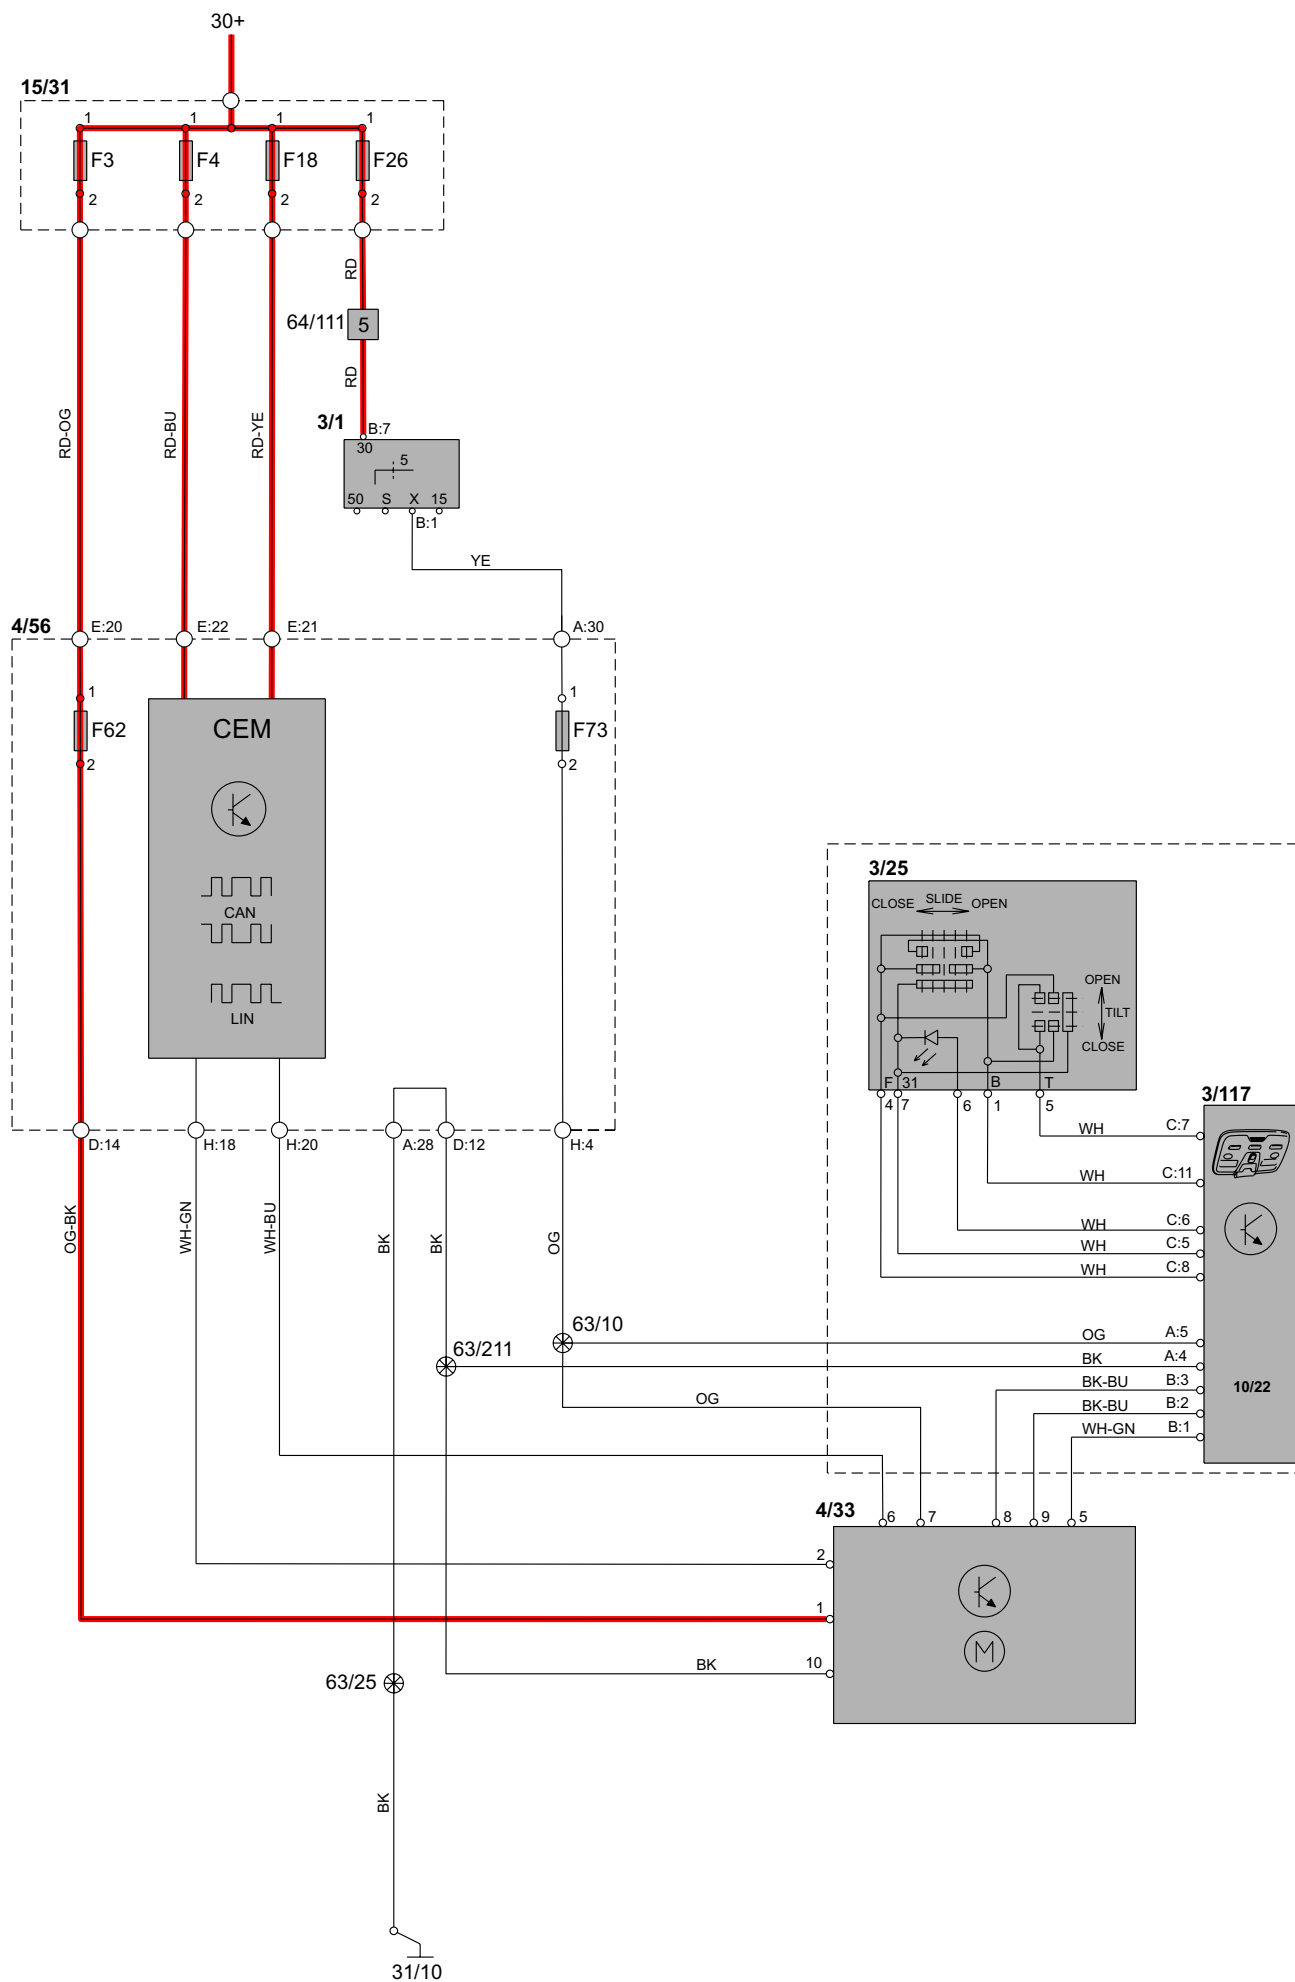 30+
15/31
1 1 1 1
F3 F4 F18 F26
2 2 2 2
RD
64/111 5
RD
RD-OG RD-BU RD-YE
3/1 B:7
30
5
50 S X 15
B:1
YE
4/56 E:20 E:22 E:21 A:30
1 1
F62 CEM F73
2 2
CAN
LIN
3/25
CLOSE SLIDE OPEN
OPEN
TILT
CLOSE
F 31 B T
4 7 6 1 5
3/117
WH C:7
D:14 H:18 H:20 A:28 D:12 H:4
WH C:11
OG-BK WH-GN WH-BU BK BK OG
WH C:6
WH C:5
WH C:8
63/10
OG A:5
63/211
BK A:4
BK-BU B:3
10/22
OG
BK-BU B:2
WH-GN B:1
4/33 6 7 8 9 5
2
1
M
BK 10
63/25
BK
31/10